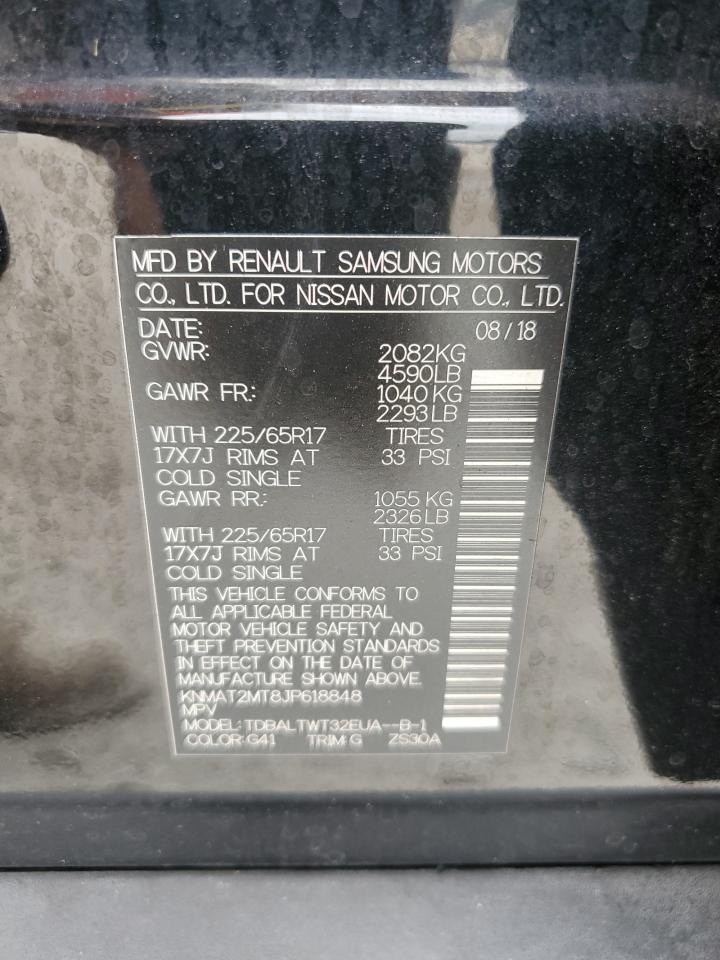 MFD BY RENAULT SAMSUNG MOTORS
CO., LTD. FOR NISSAN MOTOR CO., LTD.
DATE: 08/18
GVWR: 2082KG
4590LB
GAWR FR.: 1040KG
2293LB
WITH 225/65R17 TIRES
17X7J RIMS AT 33 PSI
COLD SINGLE
GAWR RR.: 1055KG
2326LB
WITH 225/65R17 TIRES
17X7J RIMS AT 33 PSI
COLD SINGLE
THIS VEHICLE CONFORMS TO
ALL APPLICABLE FEDERAL
MOTOR VEHICLE SAFETY AND
THEFT PREVENTION STANDARDS
IN EFFECT ON THE DATE OF
MANUFACTURE SHOWN ABOVE.
KNMAT2MT8JP618848
MPV
MODEL: TDBALTWT32EUA--B-1
COLOR: G41 TRIM: G ZS30A